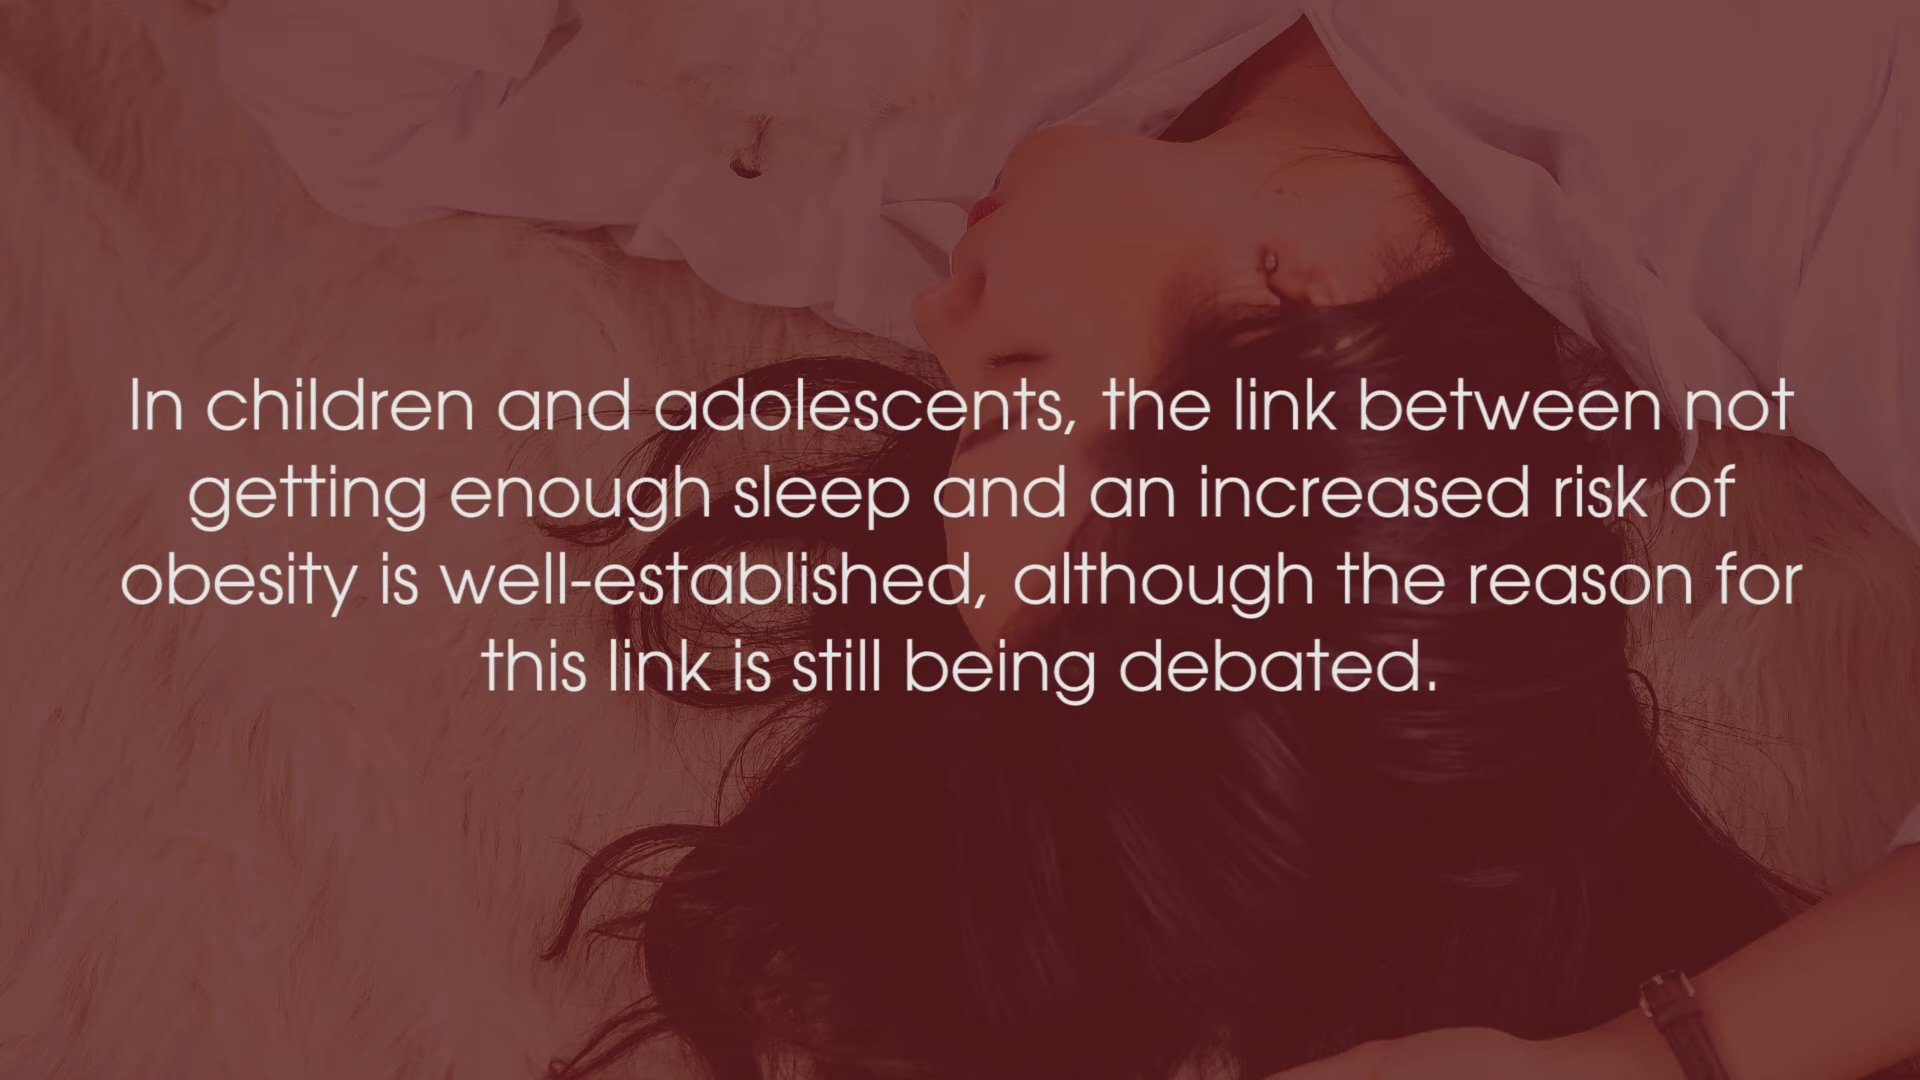 In children and adolescents, the link between not
getting enough sleep and an increased risk of
obesity is well-established, although the reason for
this link is still being debated.